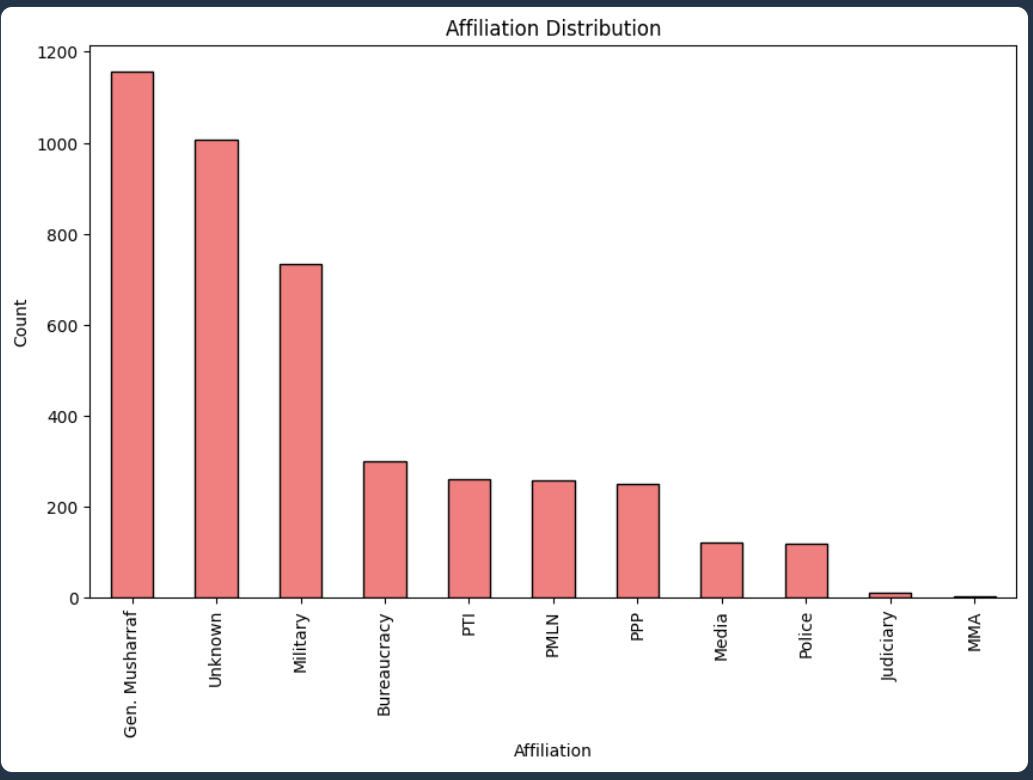 Affiliation Distribution
1200
1000
800
600
400
200
0
Count
Gen. Musharraf
Unknown
Military
Bureaucracy
PTI
PMLN
PPP
Media
Police
Judiciary
MMA
Affiliation